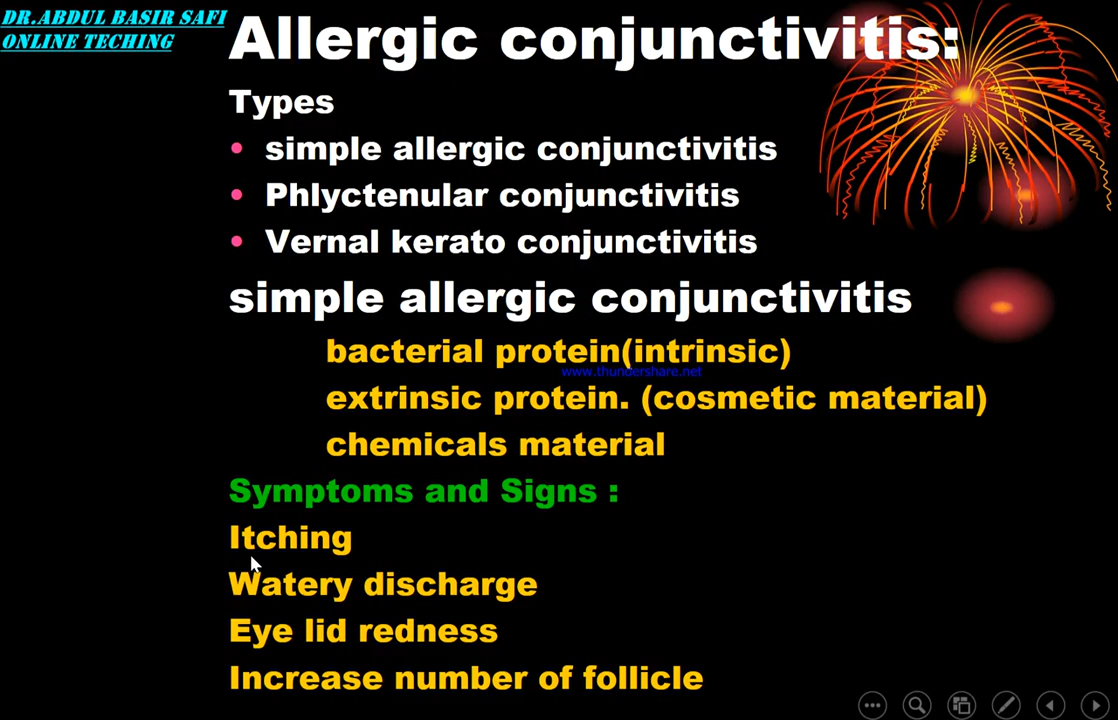 DR.ABDUL BASIR SAFI
ONLINE TECHING
Allergic conjunctivitis:
Types
• simple allergic conjunctivitis
• Phlyctenular conjunctivitis
• Vernal kerato conjunctivitis
simple allergic conjunctivitis
bacterial protein(intrinsic)
www.thundershare.net
extrinsic protein. (cosmetic material)
chemicals material
Symptoms and Signs :
Itching
Watery discharge
Eye lid redness
Increase number of follicle